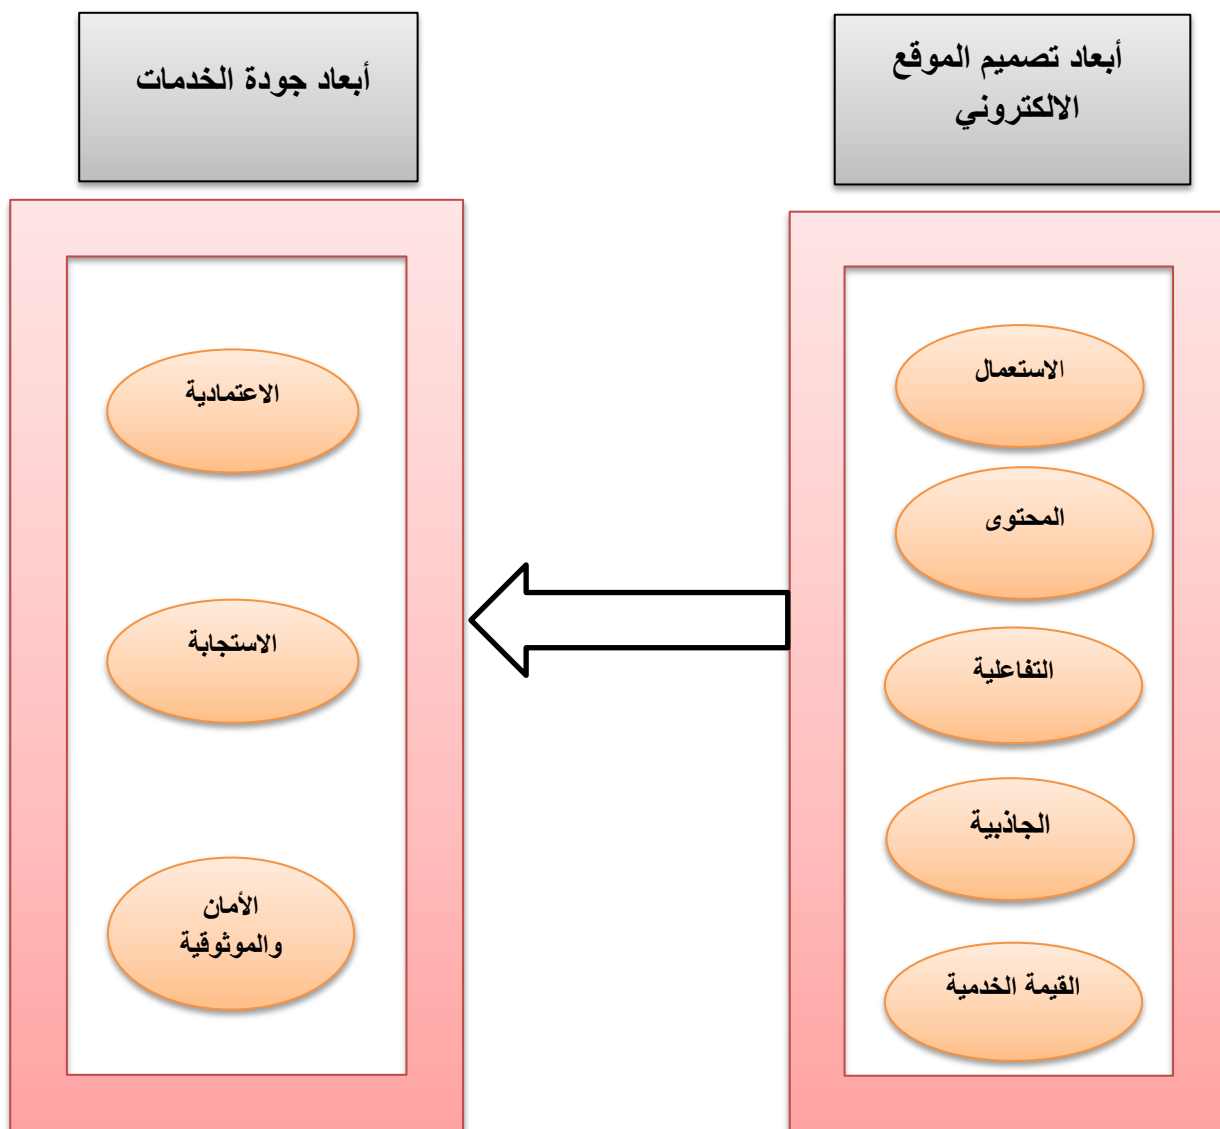 أبعاد تصميم الموقع
الالكتروني
الاستعمال
المحتوى
التفاعلية
الجاذبية
القيمة الخدمية
أبعاد جودة الخدمات
الاعتمادية
الاستجابة
الأمان
والموثوقية